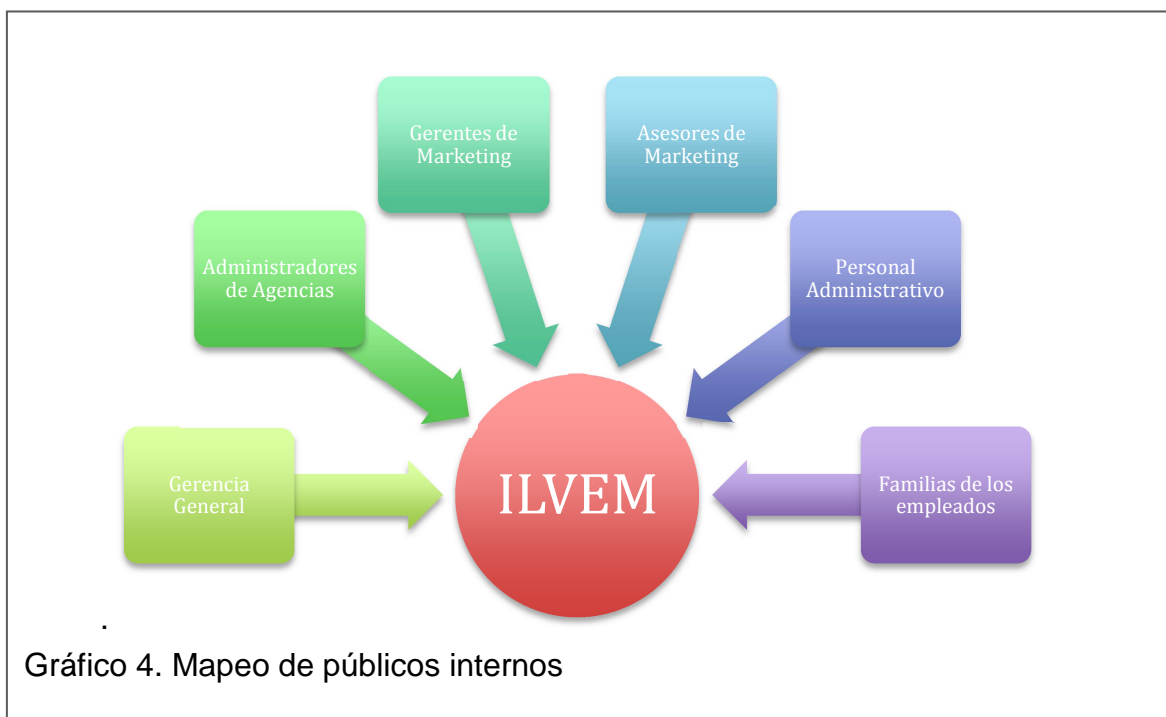 Gerentes de
Marketing
Asesores de
Marketing
Administradores
de Agencias
Personal
Administrativo
Gerencia
General
ILVEM
Familias de los
empleados
.
Gráfico 4. Mapeo de públicos internos